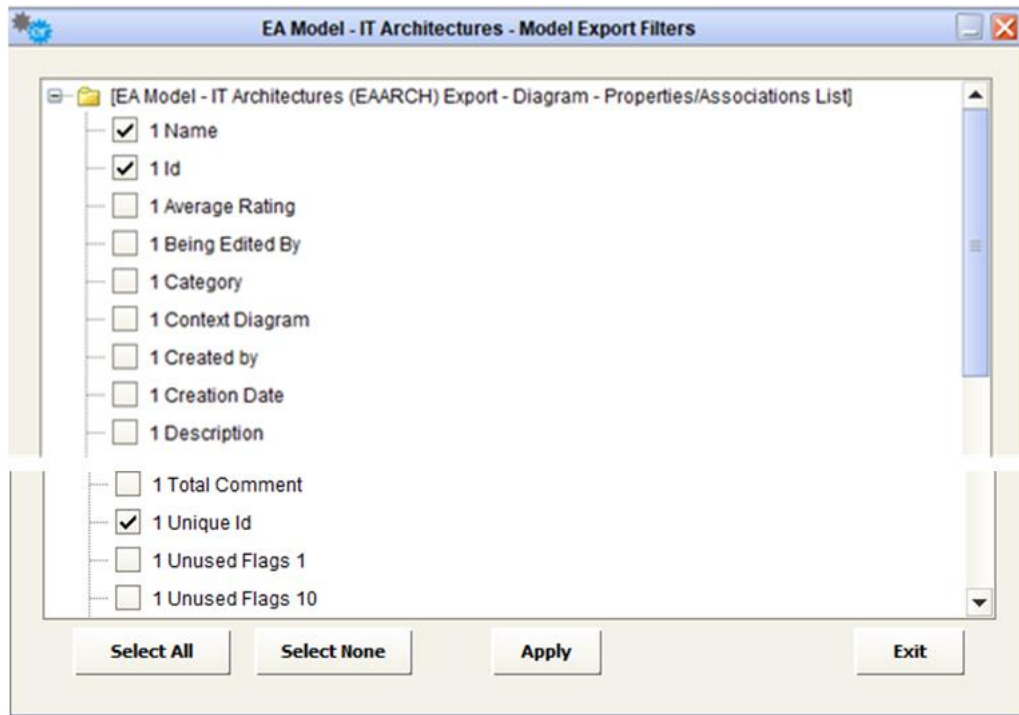 EA Model - IT Architectures - Model Export Filters
[EA Model - IT Architectures (EAARCH) Export - Diagram - Properties/Associations List]
1 Name
1 Id
1 Average Rating
1 Being Edited By
1 Category
1 Context Diagram
1 Created by
1 Creation Date
1 Description
1 Total Comment
1 Unique Id
1 Unused Flags 1
1 Unused Flags 10
Select All Select None Apply Exit